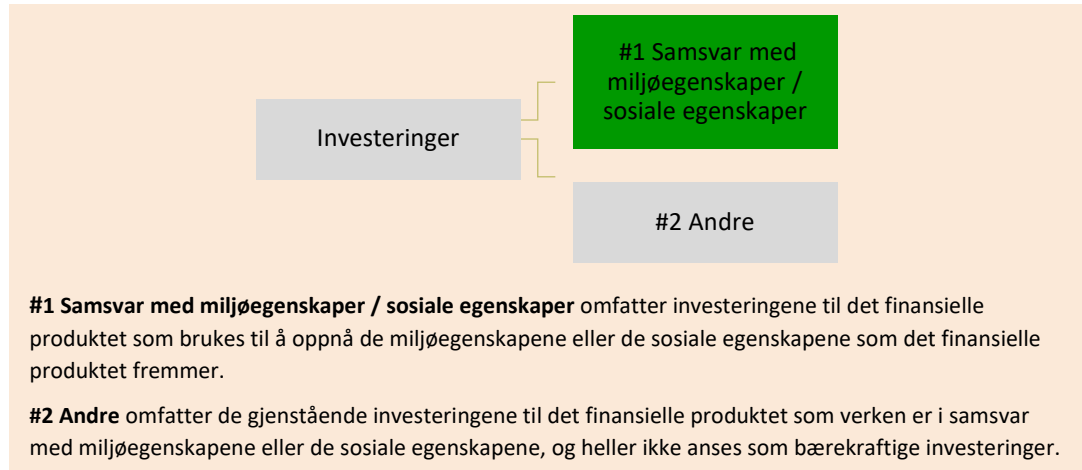 #1 Samsvar med
miljøegenskaper /
sosiale egenskaper
Investeringer
#2 Andre
#1 Samsvar med miljøegenskaper / sosiale egenskaper omfatter investeringene til det finansielle
produktet som brukes til å oppnå de miljøegenskapene eller de sosiale egenskapene som det finansielle
produktet fremmer.
#2 Andre omfatter de gjenstående investeringene til det finansielle produktet som verken er i samsvar
med miljøegenskapene eller de sosiale egenskapene, og heller ikke anses som bærekraftige investeringer.